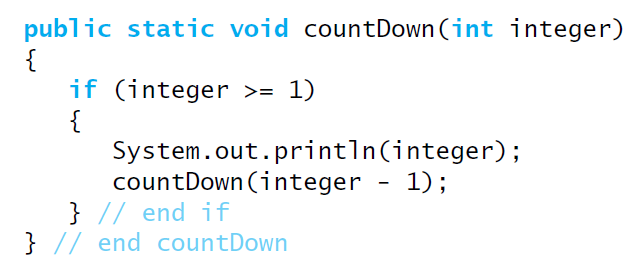 public static void countDown(int integer)
{
   if (integer >= 1)
   {
      System.out.println(integer);
      countDown(integer - 1);
   } // end if
} // end countDown